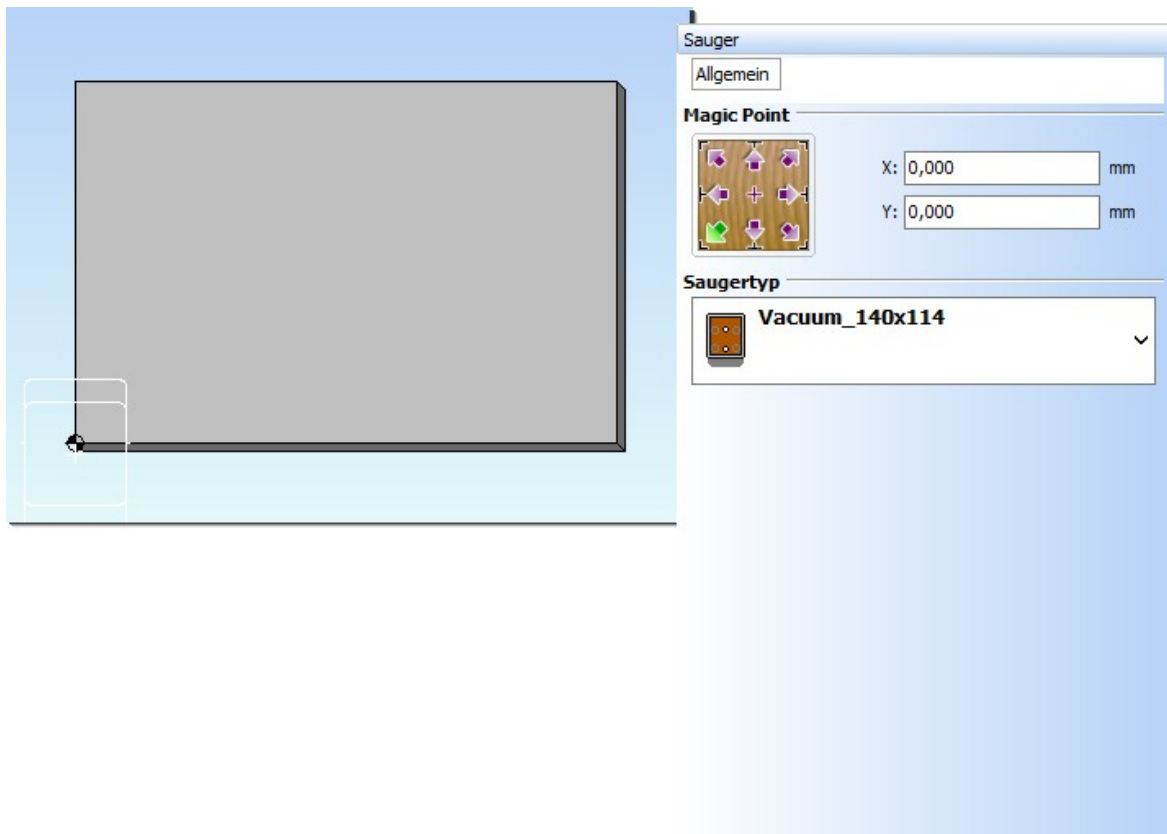 Sauger
Allgemein
Magic Point
X: 0,000 mm
Y: 0,000 mm
Saugertyp
Vacuum_140x114